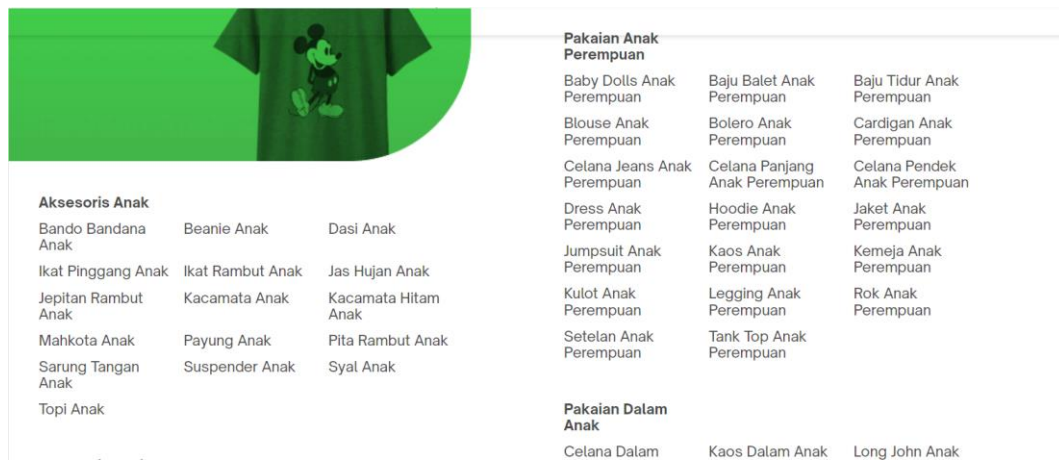 Aksesoris Anak
Bando Bandana Anak
Beanie Anak
Dasi Anak
Ikat Pinggang Anak
Ikat Rambut Anak
Jas Hujan Anak
Jepitan Rambut Anak
Kacamata Anak
Kacamata Hitam Anak
Mahkota Anak
Payung Anak
Pita Rambut Anak
Sarung Tangan Anak
Suspender Anak
Syal Anak
Topi Anak
Pakaian Anak Perempuan
Baby Dolls Anak Perempuan
Baju Balet Anak Perempuan
Baju Tidur Anak Perempuan
Blouse Anak Perempuan
Bolero Anak Perempuan
Cardigan Anak Perempuan
Celana Jeans Anak Perempuan
Celana Panjang Anak Perempuan
Celana Pendek Anak Perempuan
Dress Anak Perempuan
Hoodie Anak Perempuan
Jaket Anak Perempuan
Jumpsuit Anak Perempuan
Kaos Anak Perempuan
Kemeja Anak Perempuan
Kulot Anak Perempuan
Legging Anak Perempuan
Rok Anak Perempuan
Setelan Anak Perempuan
Tank Top Anak Perempuan
Pakaian Dalam Anak
Celana Dalam
Kaos Dalam Anak
Long John Anak